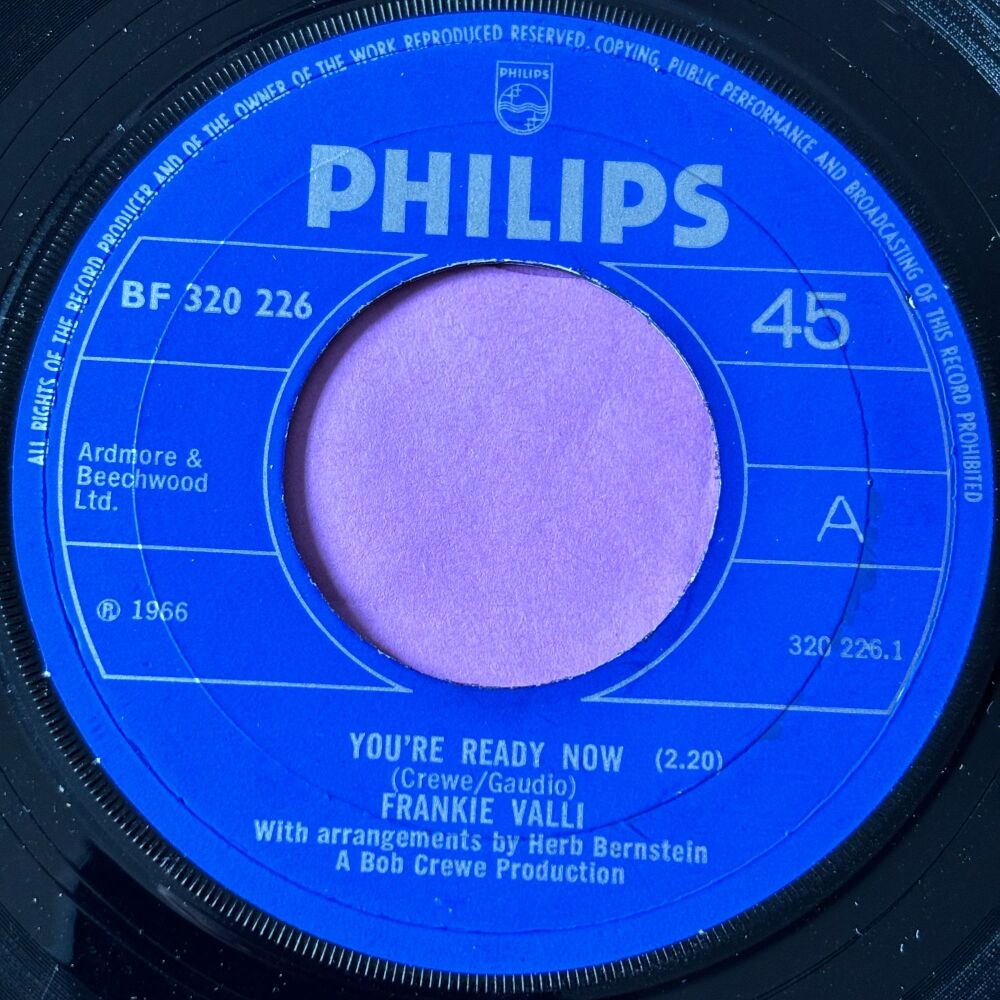 ALL RIGHTS OF THE RECORD PRODUCER AND OF THE OWNER OF THE WORK REPRODUCED RESERVED. COPYING, PUBLIC PERFORMANCE AND BROADCASTING OF THIS RECORD PROHIBITED
PHILIPS
PHILIPS
BF 320 226
45
Ardmore &
Beechwood
Ltd.
A
℗ 1966
320 226.1
YOU'RE READY NOW (2.20)
(Crewe/Gaudio)
FRANKIE VALLI
With arrangements by Herb Bernstein
A Bob Crewe Production